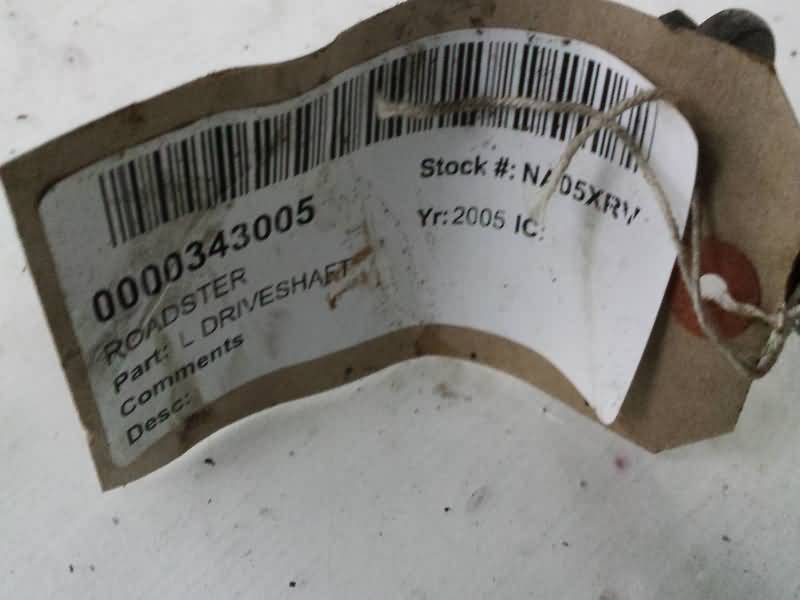 0000343005
ROADSTER
Part: L DRIVESHAFT
Comments
Desc:
Stock #: NA05XRV
Yr: 2005 IC: